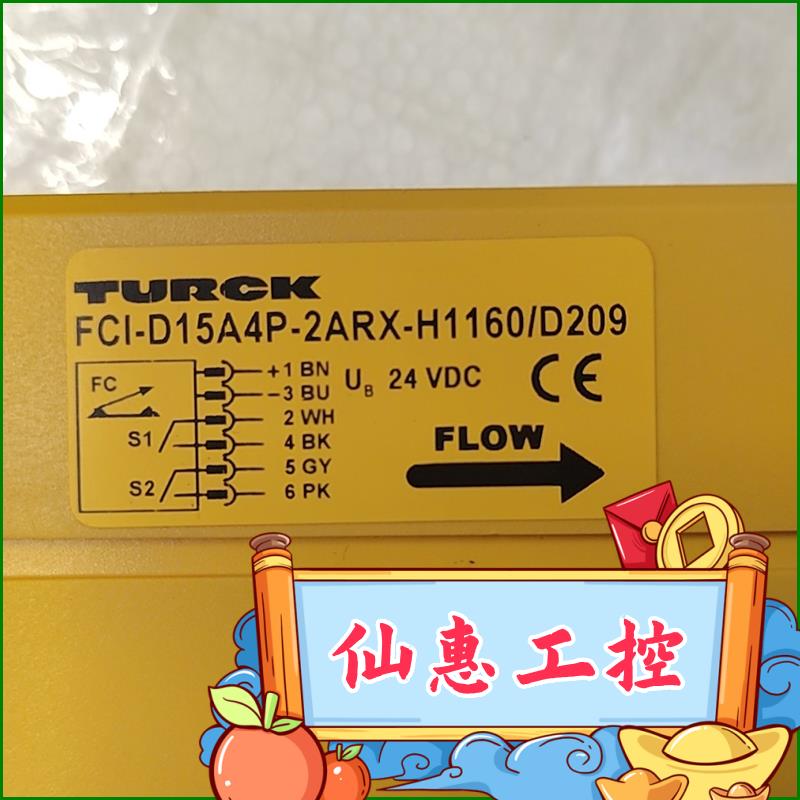 TURCK
FCI-D15A4P-2ARX-H1160/D209
FC
+ 1 BN
- 3 BU
UB 24 VDC
CE
2 WH
S1
4 BK
FLOW
5 GY
S2
6 PK
仙惠工控